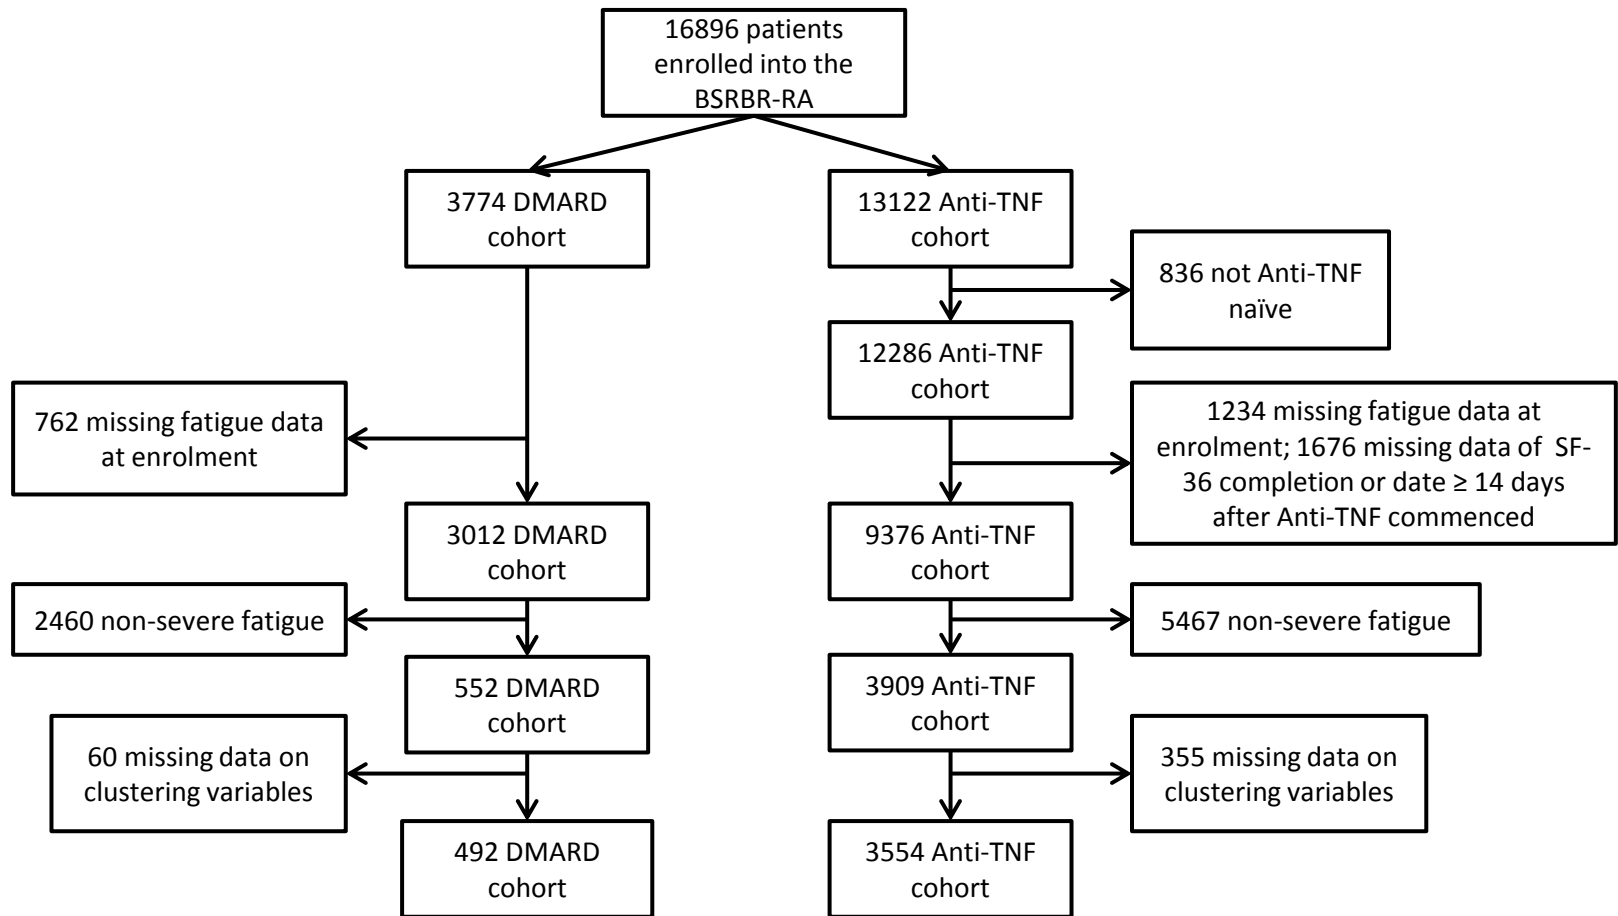 16896 patients
enrolled into the
BSRBR-RA
3774 DMARD
cohort
13122 Anti-TNF
cohort
836 not Anti-TNF
naïve
12286 Anti-TNF
cohort
762 missing fatigue data
at enrolment
1234 missing fatigue data at
enrolment; 1676 missing data of SF-
36 completion or date ≥ 14 days
after Anti-TNF commenced
3012 DMARD
cohort
9376 Anti-TNF
cohort
2460 non-severe fatigue
5467 non-severe fatigue
552 DMARD
cohort
3909 Anti-TNF
cohort
60 missing data on
clustering variables
355 missing data on
clustering variables
492 DMARD
cohort
3554 Anti-TNF
cohort